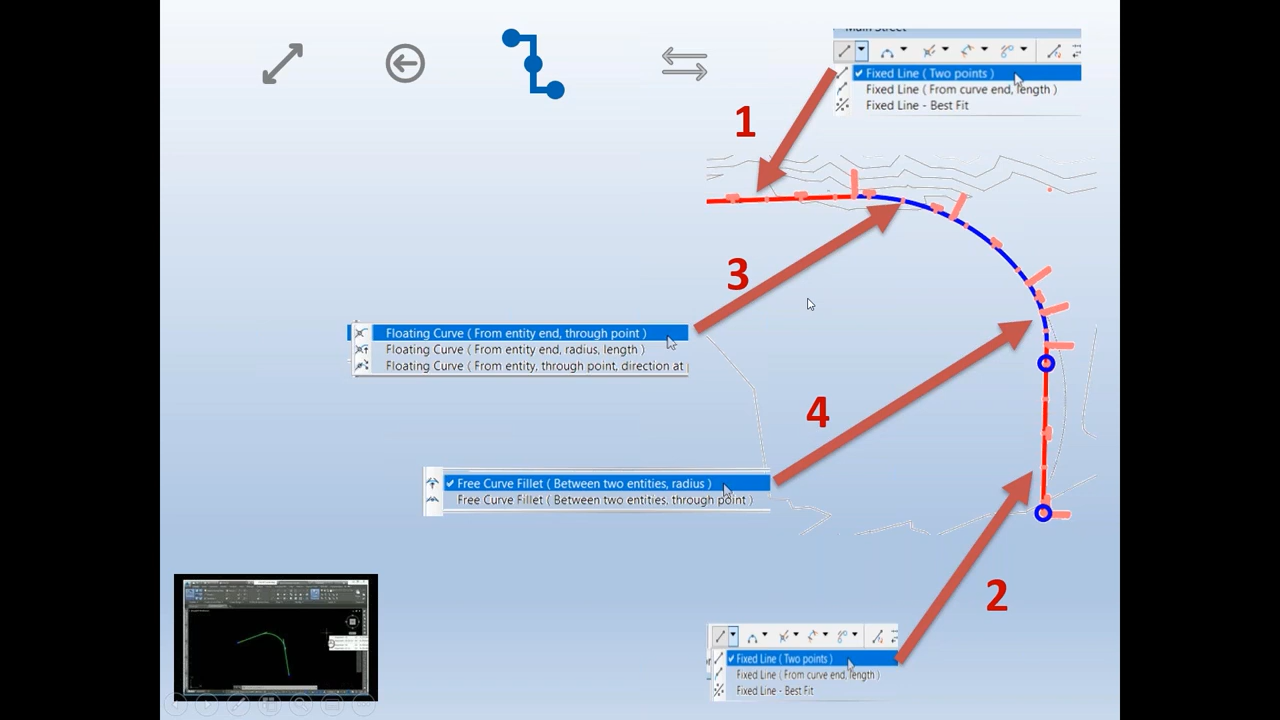 Main Street
Fixed Line ( Two points )
Fixed Line ( From curve end, length )
Fixed Line - Best Fit
1
3
Floating Curve ( From entity end, through point )
Floating Curve ( From entity end, radius, length )
Floating Curve ( From entity, through point, direction at
4
Free Curve Fillet ( Between two entities, radius )
Free Curve Fillet ( Between two entities, through point )
2
Fixed Line ( Two points )
Fixed Line ( From curve end, length )
Fixed Line - Best Fit